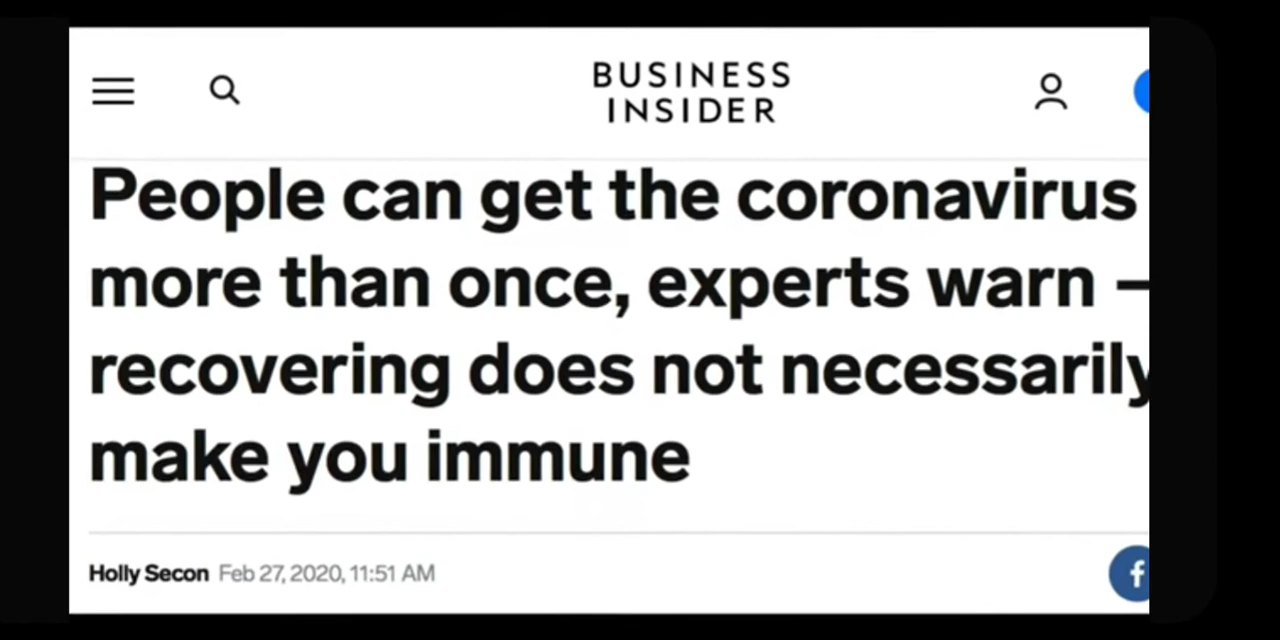 BUSINESS
INSIDER
People can get the coronavirus
more than once, experts warn –
recovering does not necessarily
make you immune
Holly Secon Feb 27, 2020, 11:51 AM
f